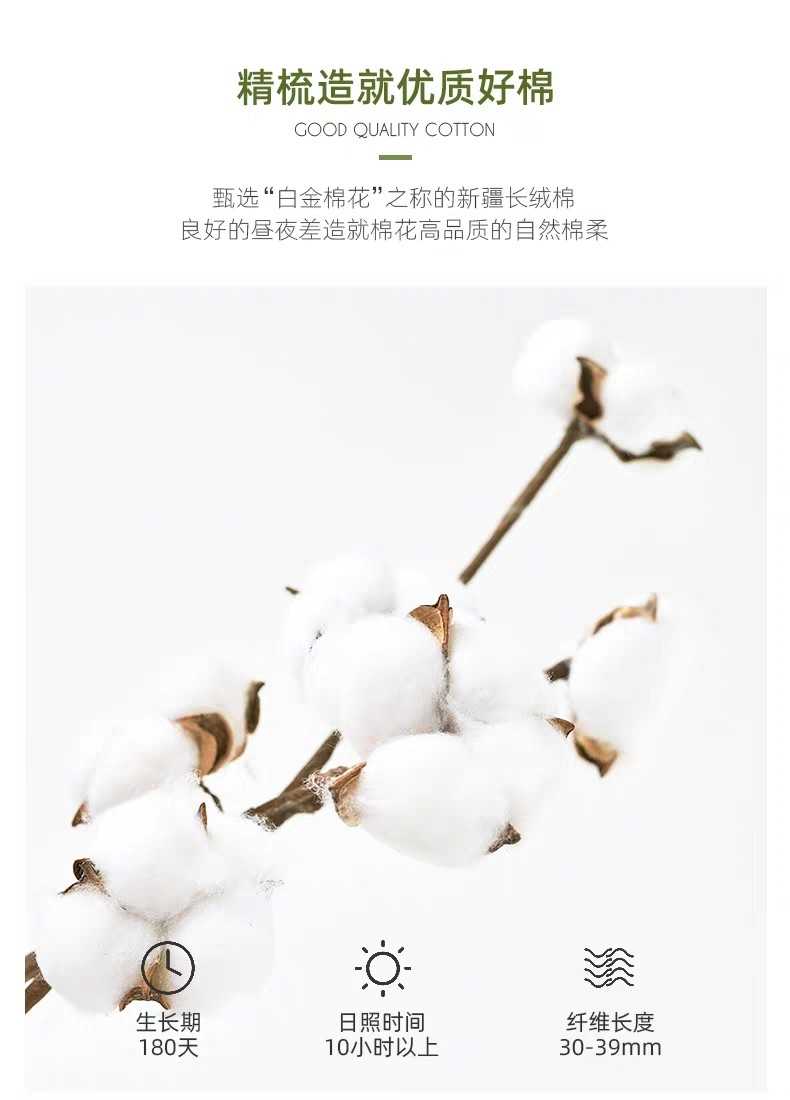 精梳造就优质好棉
GOOD QUALITY COTTON
甄选“白金棉花”之称的新疆长绒棉
良好的昼夜差造就棉花高品质的自然棉柔
生长期
180天
日照时间
10小时以上
纤维长度
30-39mm